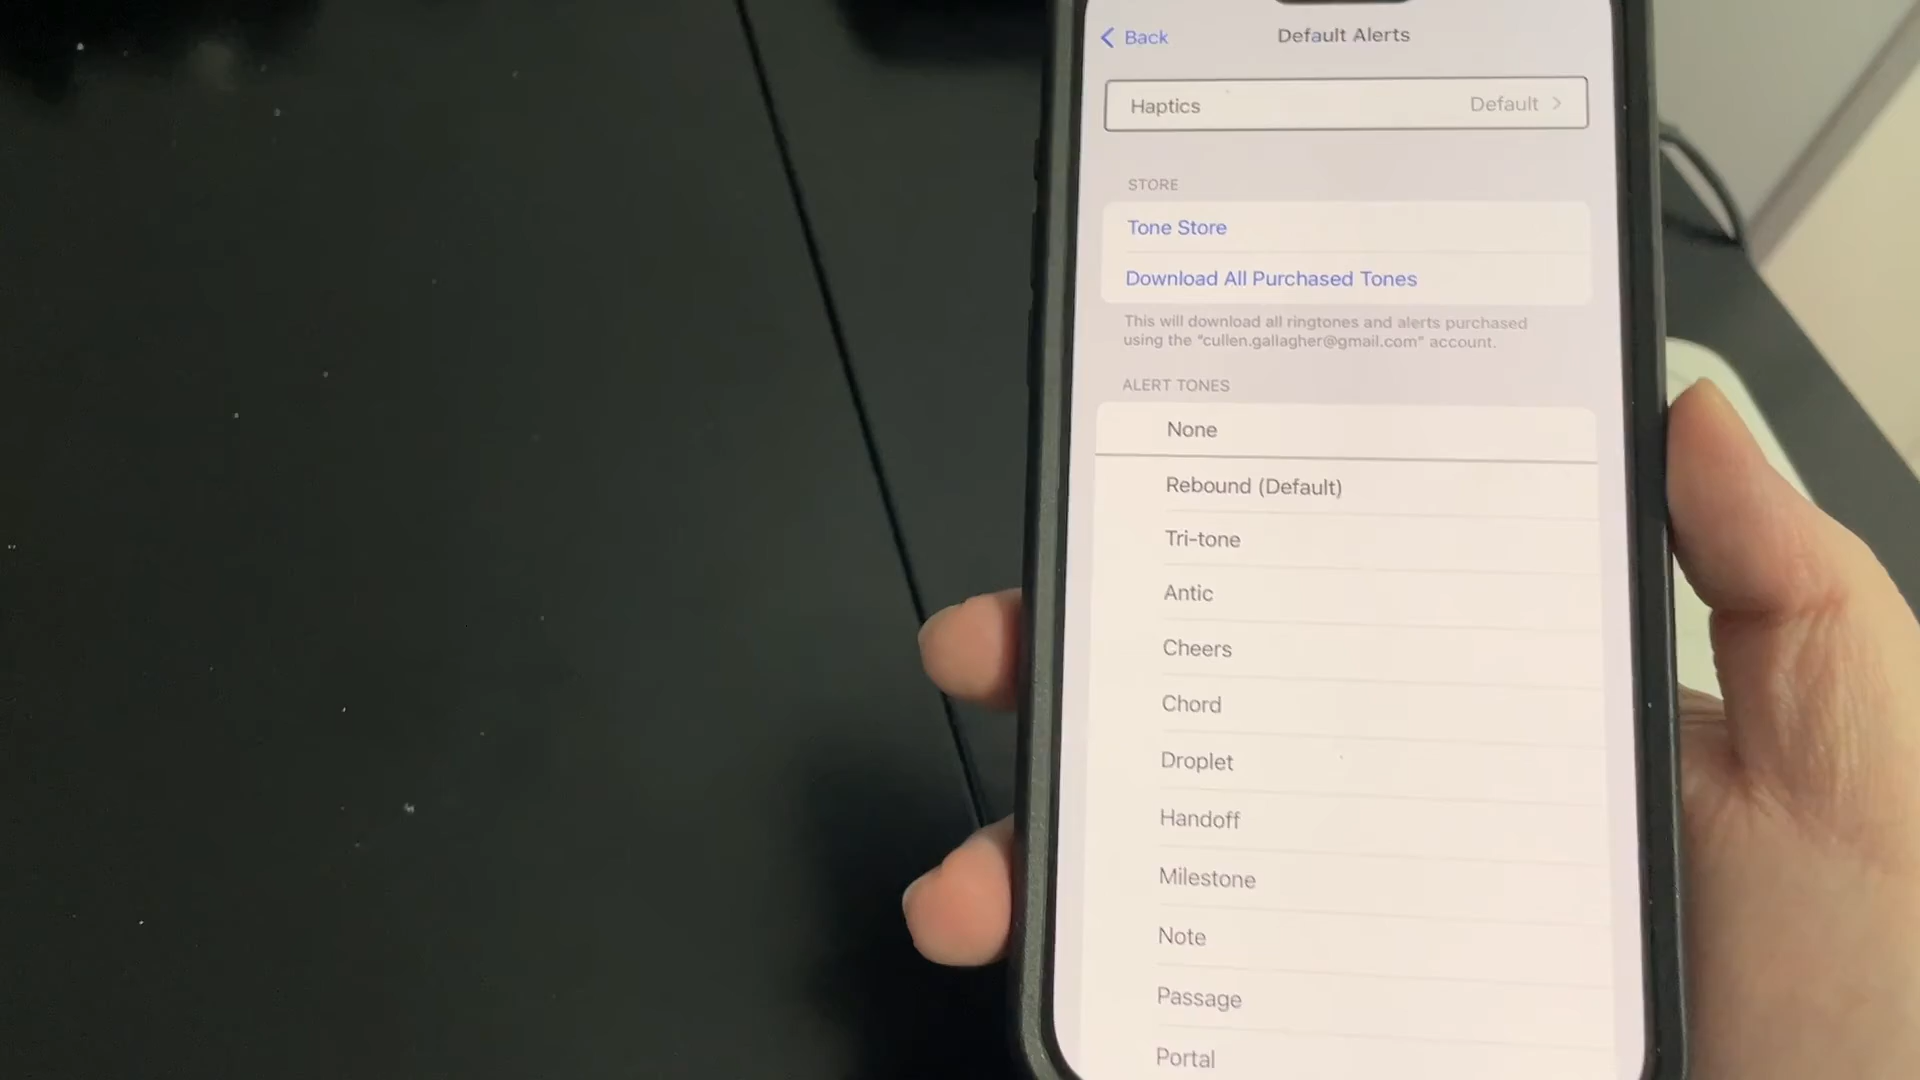 Back
Default Alerts
Haptics
Default
STORE
Tone Store
Download All Purchased Tones
This will download all ringtones and alerts purchased
using the "cullen.gallagher@gmail.com" account.
ALERT TONES
None
Rebound (Default)
Tri-tone
Antic
Cheers
Chord
Droplet
Handoff
Milestone
Note
Passage
Portal